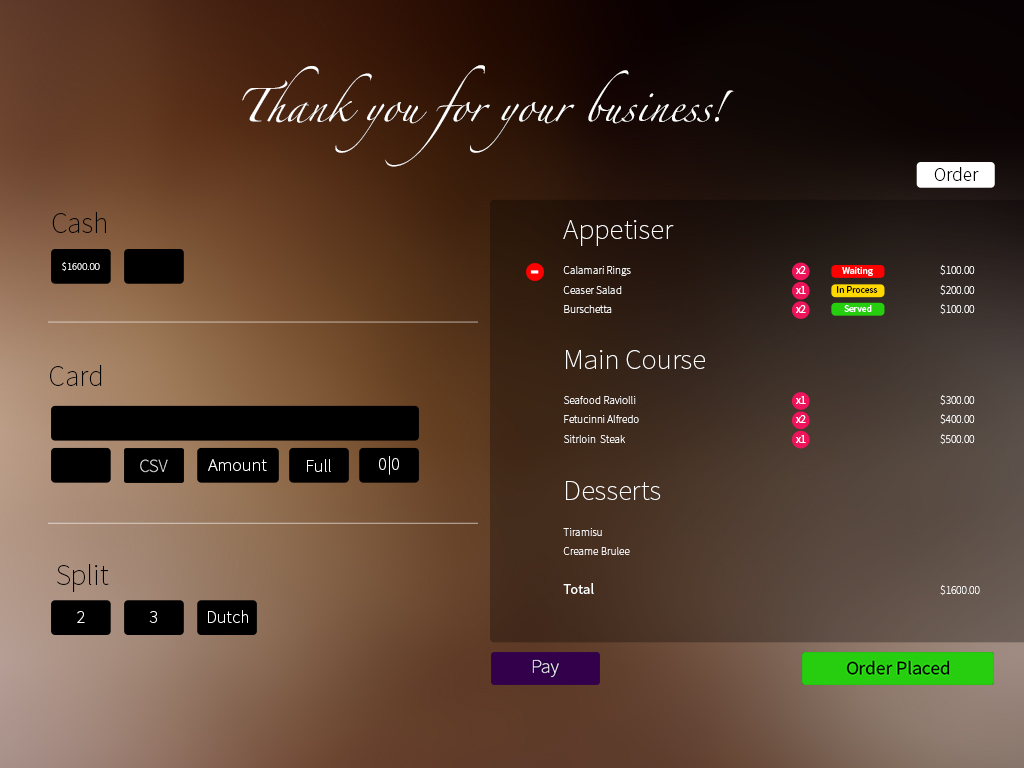 Thank you for your business!
Order
Cash
$1600.00
Card
CSV Amount Full 0|0
Split
2 3 Dutch
Appetiser
Calamari Rings x2 Waiting $100.00
Ceaser Salad x1 In Process $200.00
Burschetta x2 Served $100.00
Main Course
Seafood Raviolli x1 $300.00
Fetucinni Alfredo x2 $400.00
Sitrloin Steak x1 $500.00
Desserts
Tiramisu
Creame Brulee
Total $1600.00
Pay
Order Placed